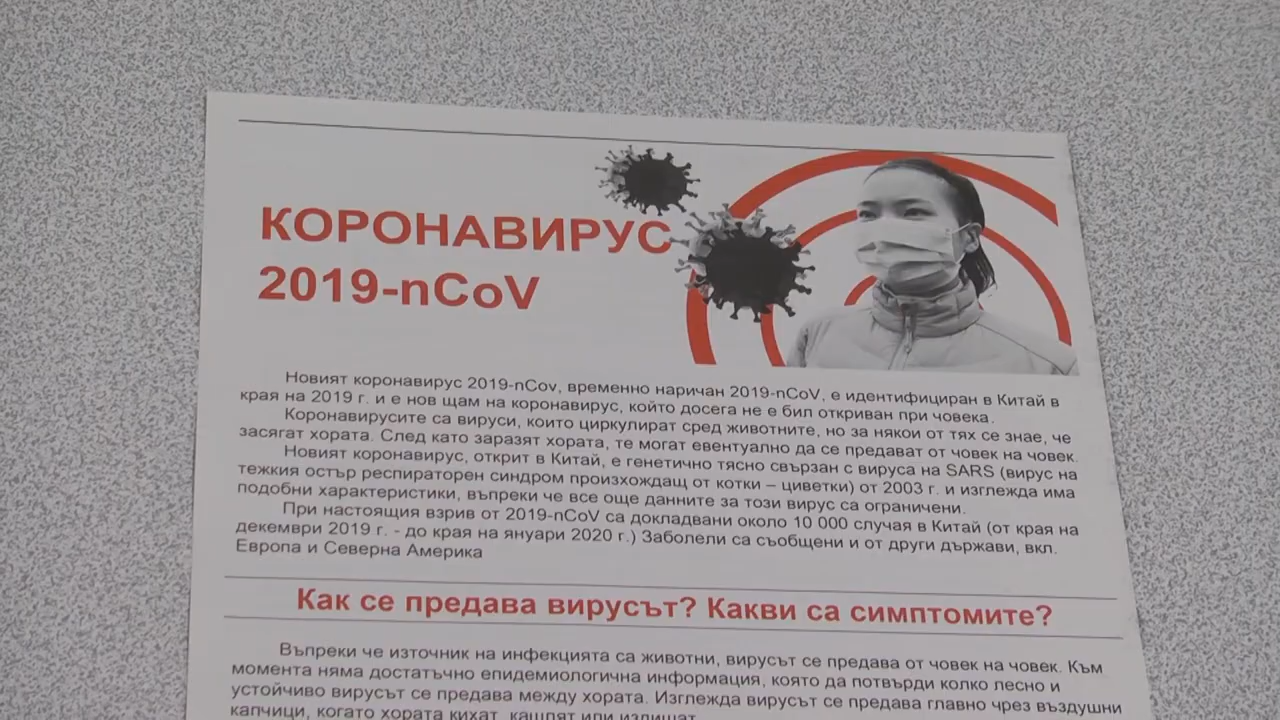 КОРОНАВИРУС
2019-nCoV
Новият коронавирус 2019-nCov, временно наричан 2019-nCoV, е идентифициран в Китай в
края на 2019 г. и е нов щам на коронавирус, който досега не е бил откриван при човека.
Коронавирусите са вируси, които циркулират сред животните, но за някои от тях се знае, че
засягат хората. След като заразят хората, те могат евентуално да се предават от човек на човек.
Новият коронавирус, открит в Китай, е генетично тясно свързан с вируса на SARS (вирус на
тежкия остър респираторен синдром произхождащ от котки – циветки) от 2003 г. и изглежда има
подобни характеристики, въпреки че все още данните за този вирус са ограничени.
При настоящия взрив от 2019-nCoV са докладвани около 10 000 случая в Китай (от края на
декември 2019 г. - до края на януари 2020 г.) Заболели са съобщени и от други държави, вкл.
Европа и Северна Америка
Как се предава вирусът? Какви са симптомите?
Въпреки че източник на инфекцията са животни, вирусът се предава от човек на човек. Към
момента няма достатъчно епидемиологична информация, която да потвърди колко лесно и
устойчиво вирусът се предава между хората. Изглежда вирусът се предава главно чрез въздушни
капчици, когато хората кихат, кашлят или издишат